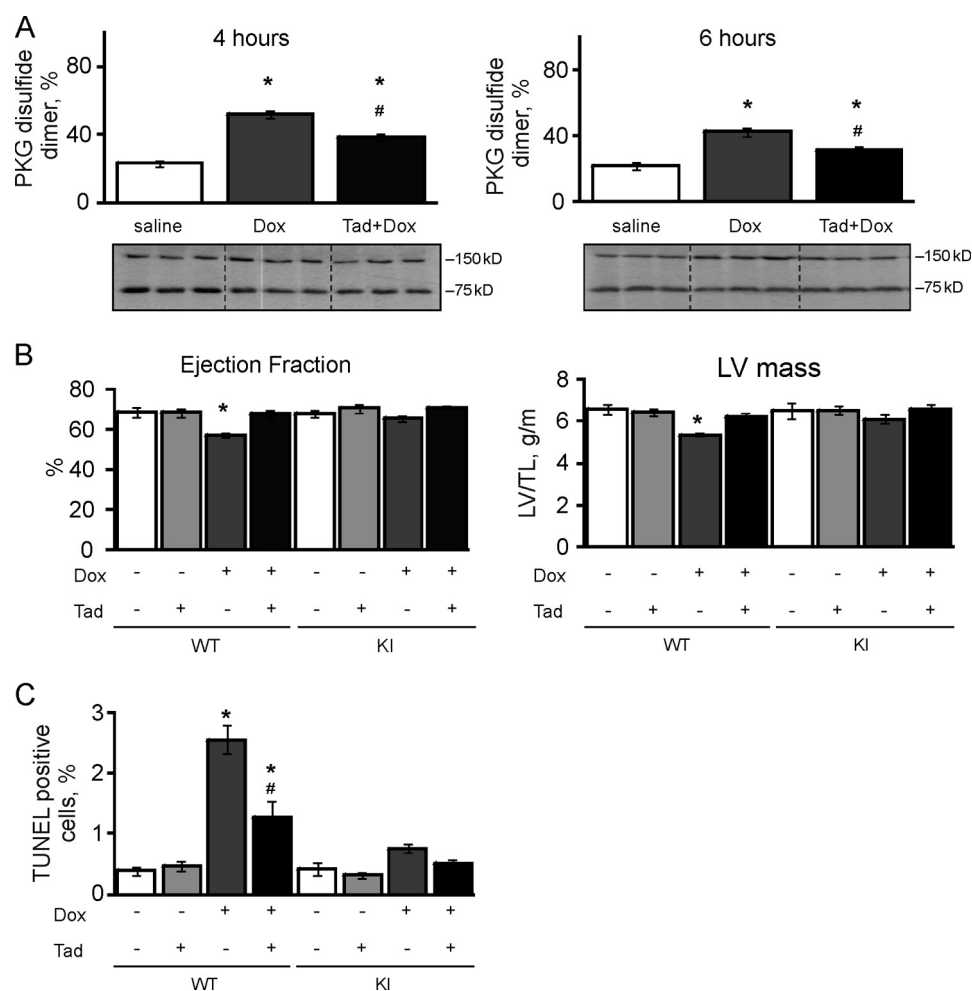 A
4 hours
PKG disulfide
dimer, %
80
40
0
*
*
#
saline
Dox
Tad+Dox
–150 kD
–75 kD
6 hours
PKG disulfide
dimer, %
80
40
0
*
*
#
saline
Dox
Tad+Dox
–150 kD
–75 kD
B
Ejection Fraction
%
80
60
40
20
0
*
Dox - - + + - - + +
Tad - + - + - + - +
WT KI
LV mass
LV/TL, g/m
8
6
4
2
0
*
- - + + - - + +
- + - + - + - +
WT KI
C
TUNEL positive
cells, %
3
2
1
0
*
*
#
Dox - - + + - - + +
Tad - + - + - + - +
WT KI